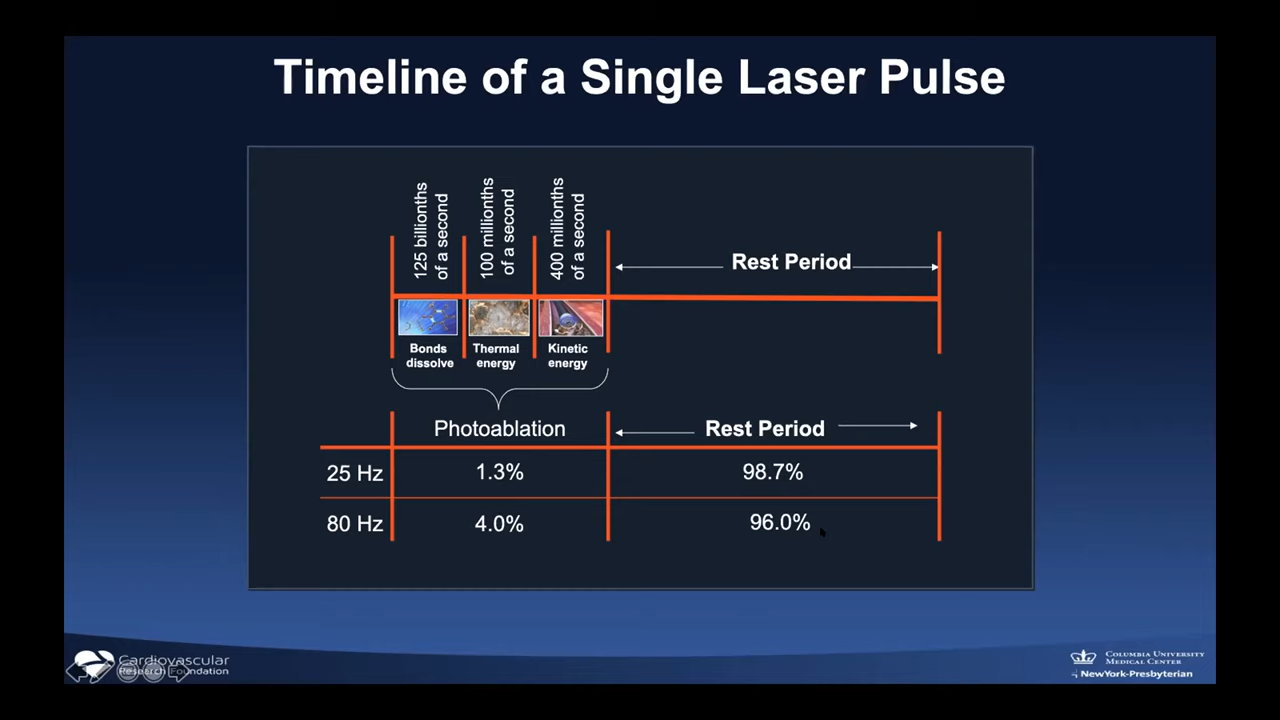 Timeline of a Single Laser Pulse
125 billionths
of a second
100 millionths
of a second
400 millionths
of a second
Rest Period
Bonds
dissolve
Thermal
energy
Kinetic
energy
Photoablation
Rest Period
25 Hz
1.3%
98.7%
80 Hz
4.0%
96.0%
Cardiovascular
Research Foundation
COLUMBIA UNIVERSITY
MEDICAL CENTER
NewYork-Presbyterian